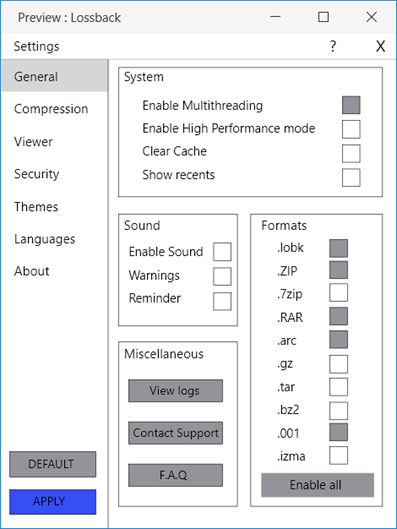 Preview : Lossback
Settings
?
X
General
Compression
Viewer
Security
Themes
Languages
About
DEFAULT
APPLY
System
Enable Multithreading
Enable High Performance mode
Clear Cache
Show recents
Sound
Enable Sound
Warnings
Reminder
Miscellaneous
View logs
Contact Support
F.A.Q
Formats
.lobk
.ZIP
.7zip
.RAR
.arc
.gz
.tar
.bz2
.001
.izma
Enable all